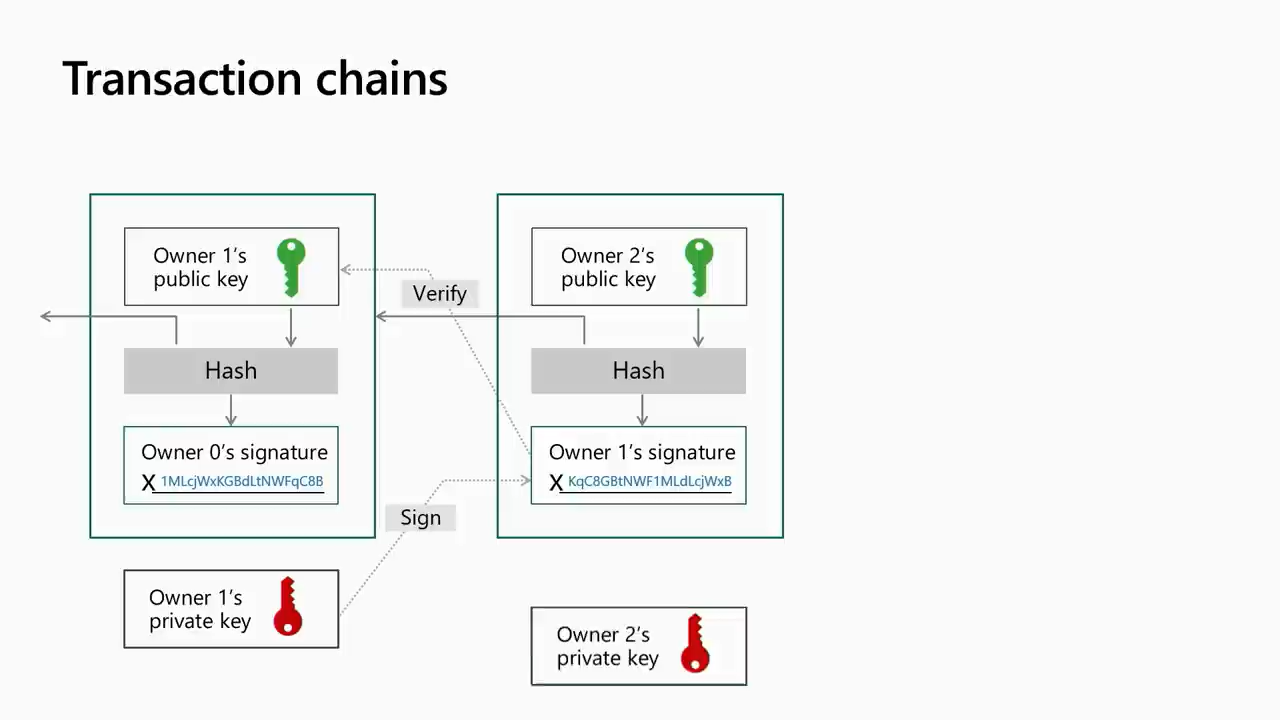 Transaction chains
Owner 1's
public key
Hash
Owner 0's signature
X 1MLcjWxKGBdLtNWFqC8B
Owner 1's
private key
Verify
Sign
Owner 2's
public key
Hash
Owner 1's signature
X KqC8GBtNWF1MLdLcjWxB
Owner 2's
private key